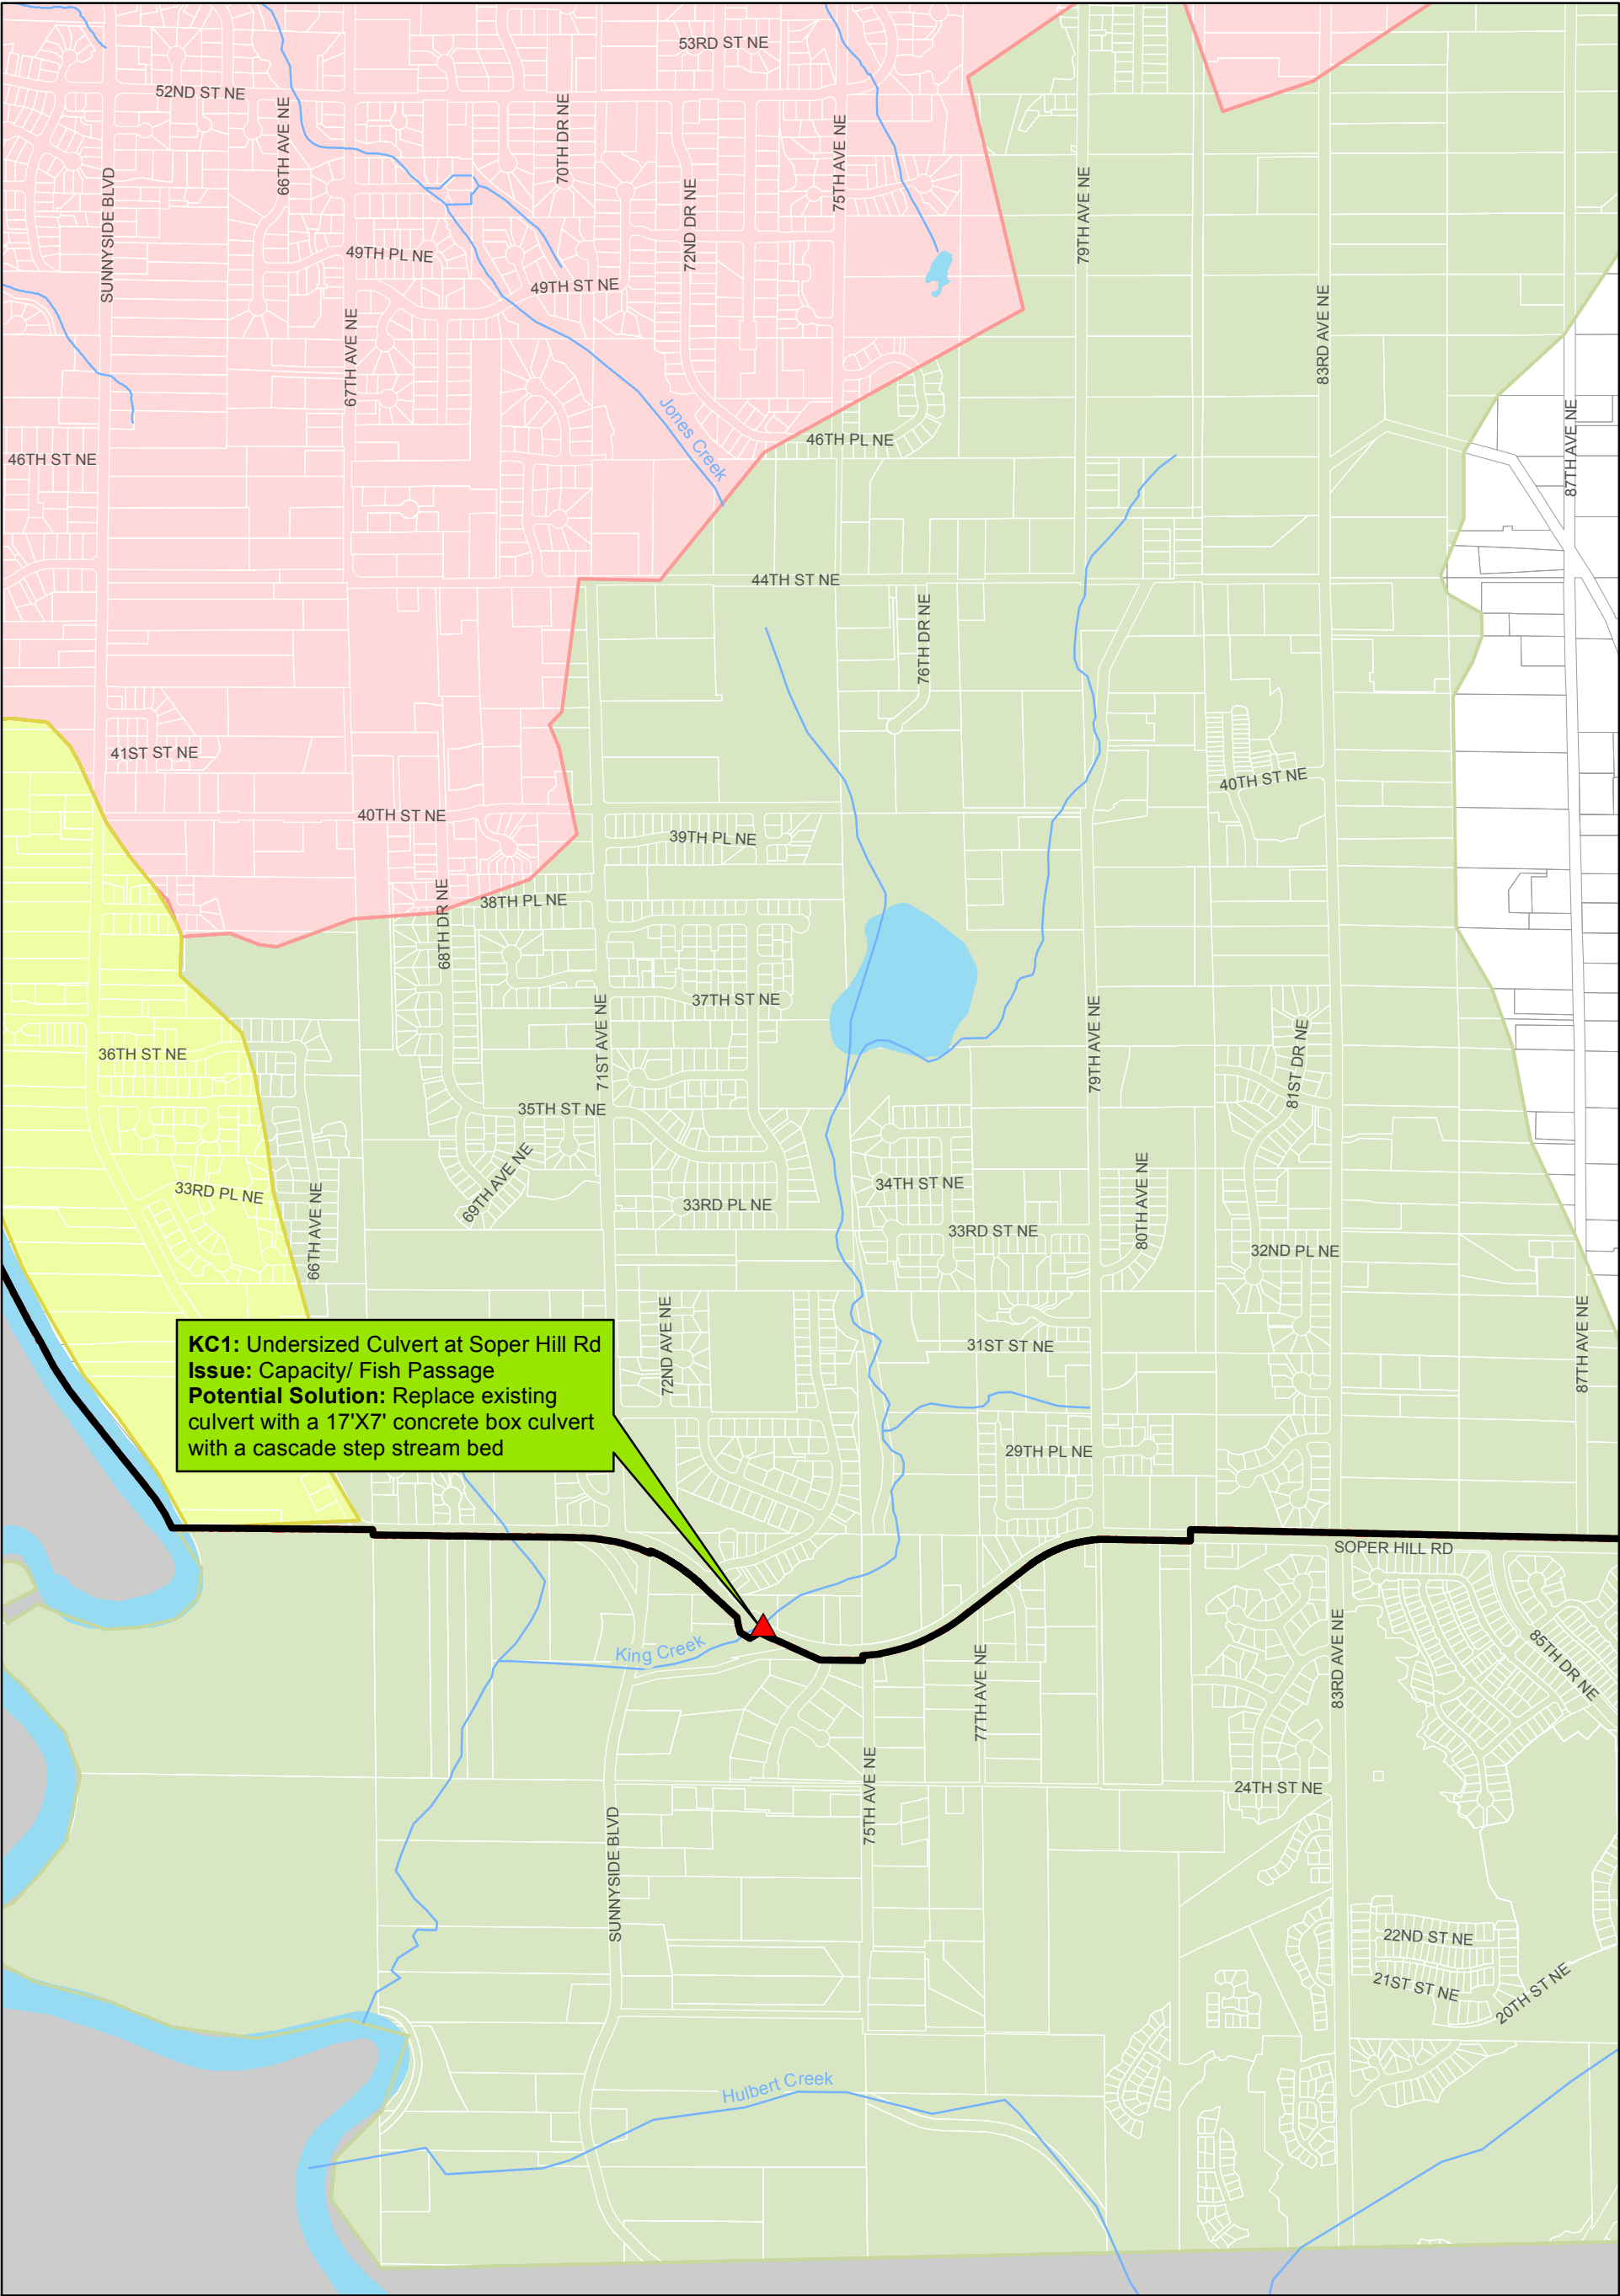 53RD ST NE
52ND ST NE
66TH AVE NE
70TH DR NE
75TH AVE NE
SUNNYSIDE BLVD
72ND DR NE
79TH AVE NE
49TH PL NE
49TH ST NE
67TH AVE NE
83RD AVE NE
87TH AVE NE
Jones Creek
46TH PL NE
46TH ST NE
44TH ST NE
76TH DR NE
41ST ST NE
40TH ST NE
40TH ST NE
39TH PL NE
38TH PL NE
68TH DR NE
37TH ST NE
71ST AVE NE
79TH AVE NE
81ST DR NE
36TH ST NE
35TH ST NE
69TH AVE NE
33RD PL NE
66TH AVE NE
33RD PL NE
34TH ST NE
33RD ST NE
80TH AVE NE
32ND PL NE
72ND AVE NE
31ST ST NE
87TH AVE NE
KC1: Undersized Culvert at Soper Hill Rd
Issue: Capacity/ Fish Passage
Potential Solution: Replace existing
culvert with a 17'X7' concrete box culvert
with a cascade step stream bed
29TH PL NE
SOPER HILL RD
King Creek
77TH AVE NE
83RD AVE NE
85TH DR NE
75TH AVE NE
24TH ST NE
SUNNYSIDE BLVD
22ND ST NE
21ST ST NE
20TH ST NE
Hulbert Creek